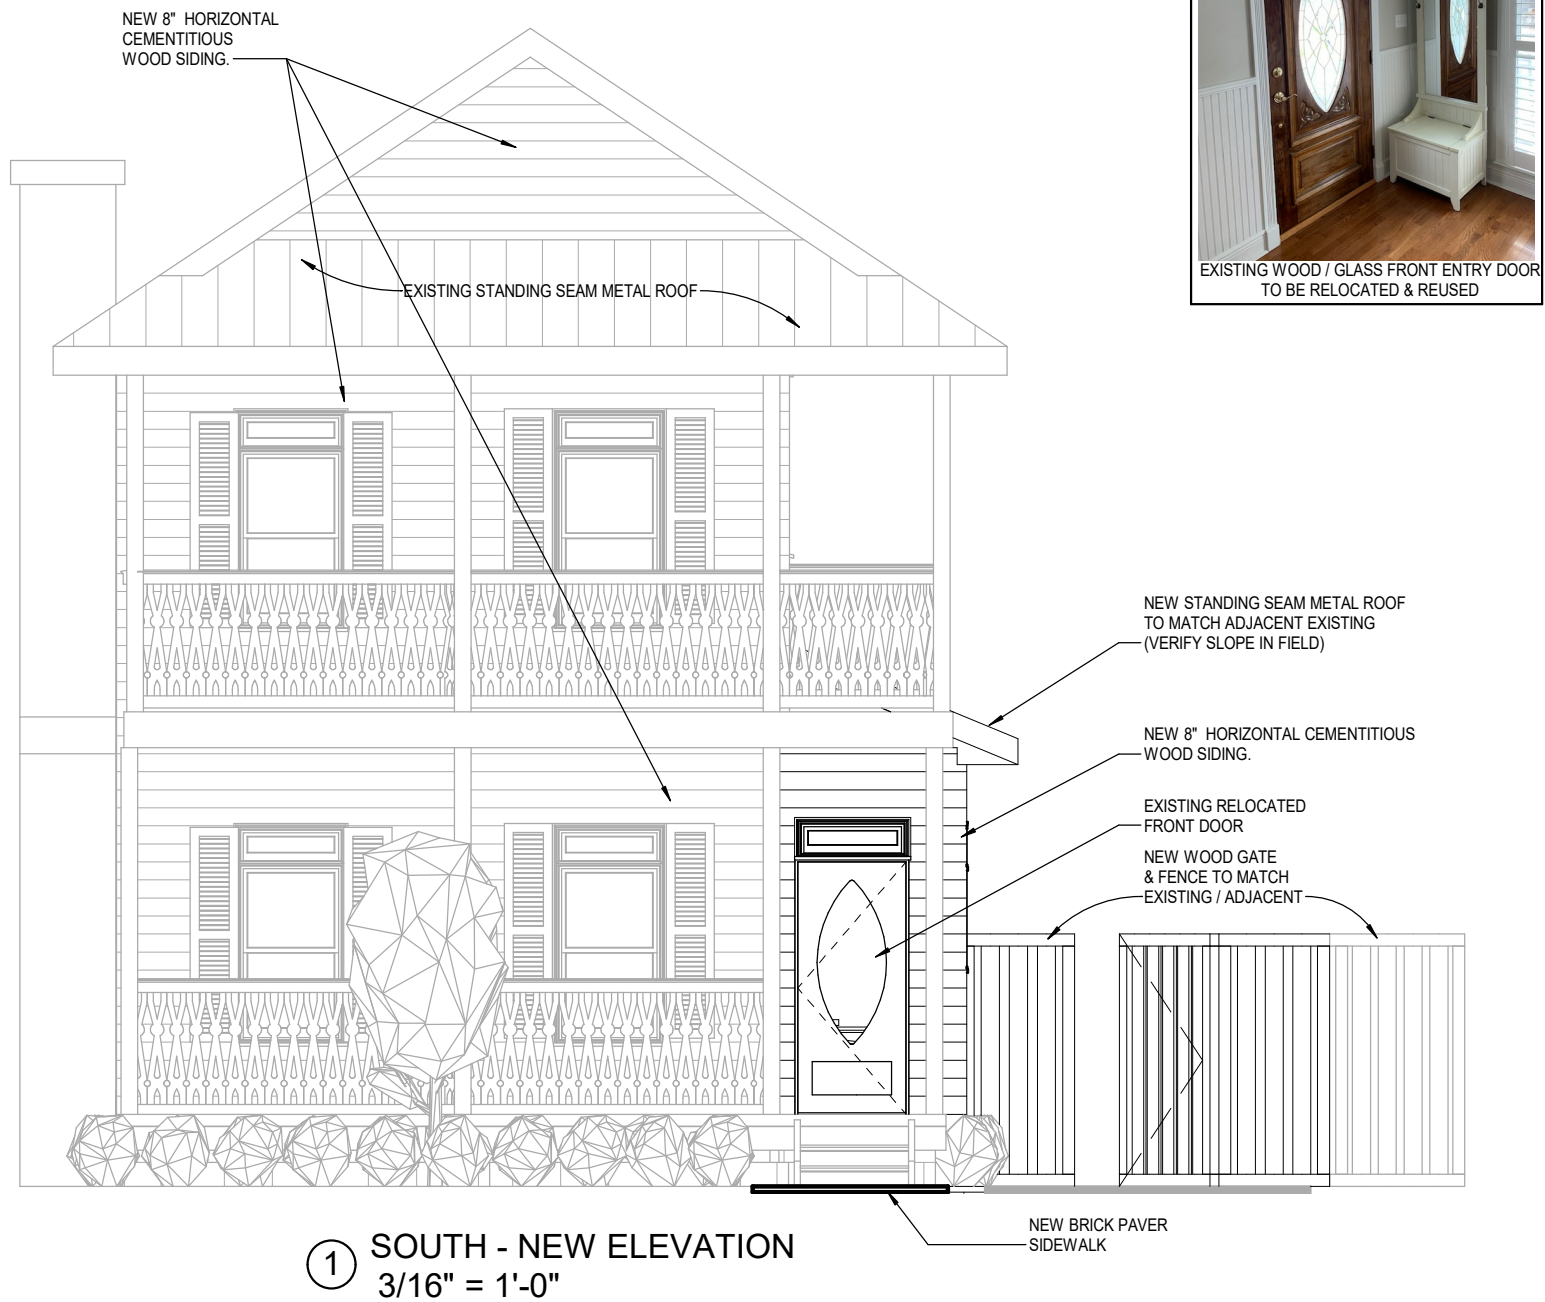 NEW 8" HORIZONTAL
CEMENTITIOUS
WOOD SIDING.
EXISTING WOOD / GLASS FRONT ENTRY DOOR
TO BE RELOCATED & REUSED
EXISTING STANDING SEAM METAL ROOF
NEW STANDING SEAM METAL ROOF
TO MATCH ADJACENT EXISTING
(VERIFY SLOPE IN FIELD)
NEW 8" HORIZONTAL CEMENTITIOUS
WOOD SIDING.
EXISTING RELOCATED
FRONT DOOR
NEW WOOD GATE
& FENCE TO MATCH
EXISTING / ADJACENT
NEW BRICK PAVER
SIDEWALK
1 SOUTH - NEW ELEVATION
3/16" = 1'-0"